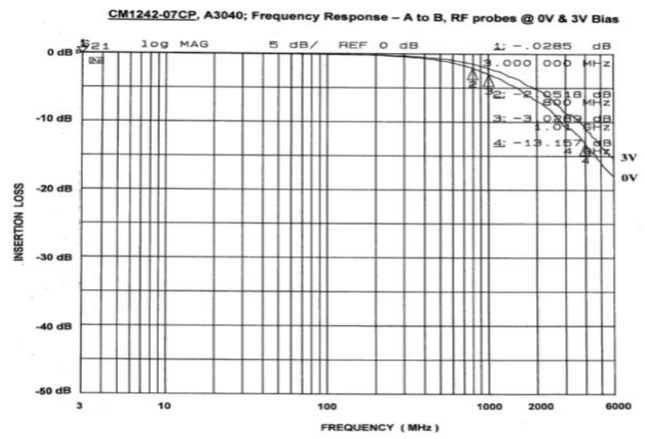 CM1242-07CP, A3040; Frequency Response – A to B, RF probes @ 0V & 3V Bias
S21 log MAG 5 dB/ REF 0 dB
1: -.0285 dB
3.000 000 MHz
2: -2.0518 dB
800 MHz
3: -3.0289 dB
1.01 GHz
4: -13.157 dB
4 GHz
0 dB
-10 dB
-20 dB
-30 dB
-40 dB
-50 dB
INSERTION LOSS
2
4
3V
0V
3 10 100 1000 2000 6000
FREQUENCY ( MHz )